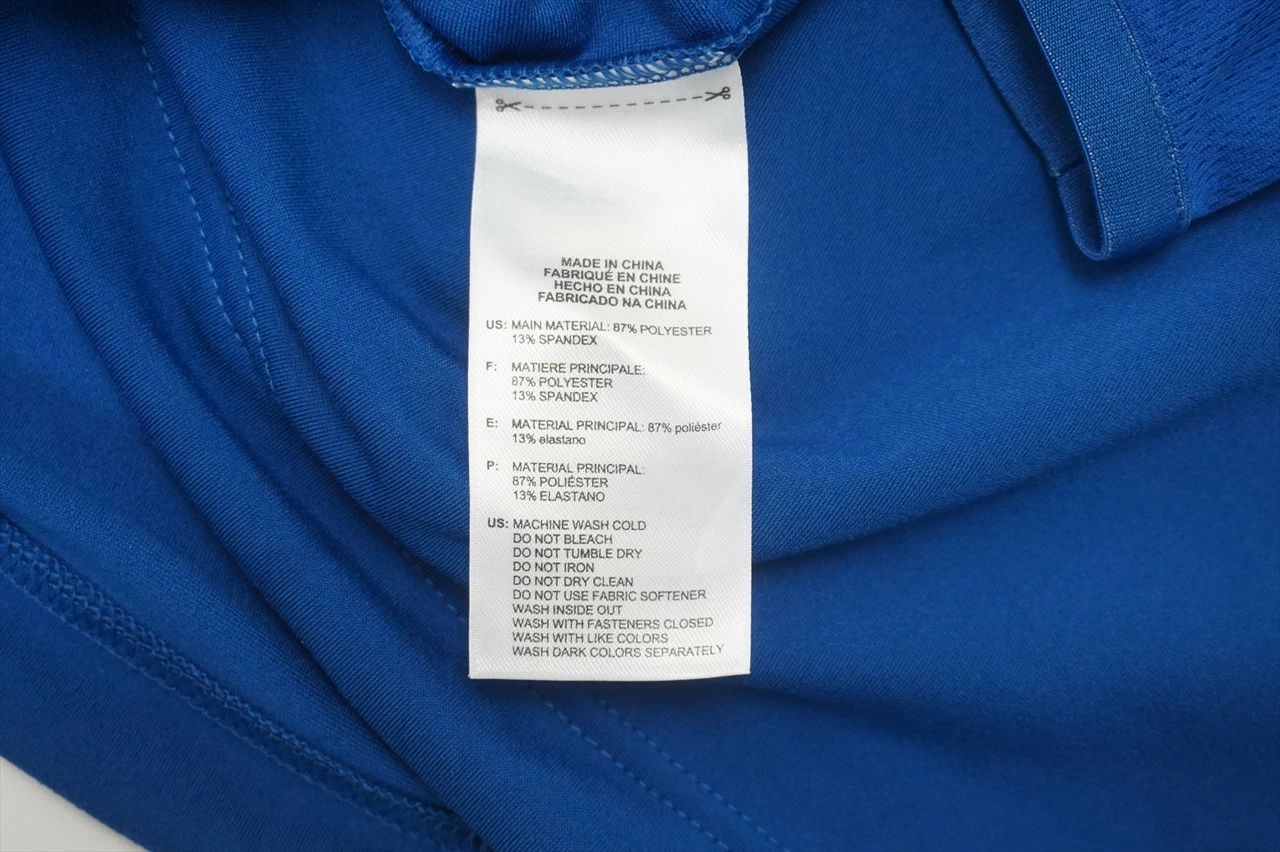 MADE IN CHINA
FABRIQUÉ EN CHINE
HECHO EN CHINA
FABRICADO NA CHINA
US: MAIN MATERIAL: 87% POLYESTER
13% SPANDEX
F: MATIERE PRINCIPALE:
87% POLYESTER
13% SPANDEX
E: MATERIAL PRINCIPAL: 87% poliéster
13% elastano
P: MATERIAL PRINCIPAL:
87% POLIÉSTER
13% ELASTANO
US: MACHINE WASH COLD
DO NOT BLEACH
DO NOT TUMBLE DRY
DO NOT IRON
DO NOT DRY CLEAN
DO NOT USE FABRIC SOFTENER
WASH INSIDE OUT
WASH WITH FASTENERS CLOSED
WASH WITH LIKE COLORS
WASH DARK COLORS SEPARATELY